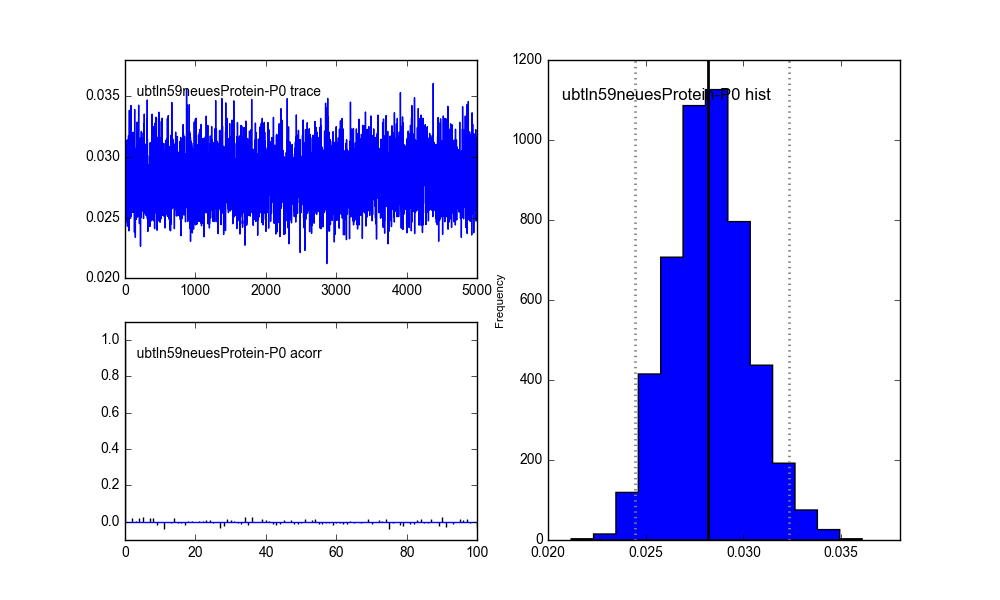 ubtln59neuesProtein-P0 trace
0.035
0.030
0.025
0.020
0 1000 2000 3000 4000 5000
ubtln59neuesProtein-P0 acorr
1.0
0.8
0.6
0.4
0.2
0.0
0 20 40 60 80 100
ubtln59neuesProtein-P0 hist
Frequency
1200
1000
800
600
400
200
0
0.020 0.025 0.030 0.035